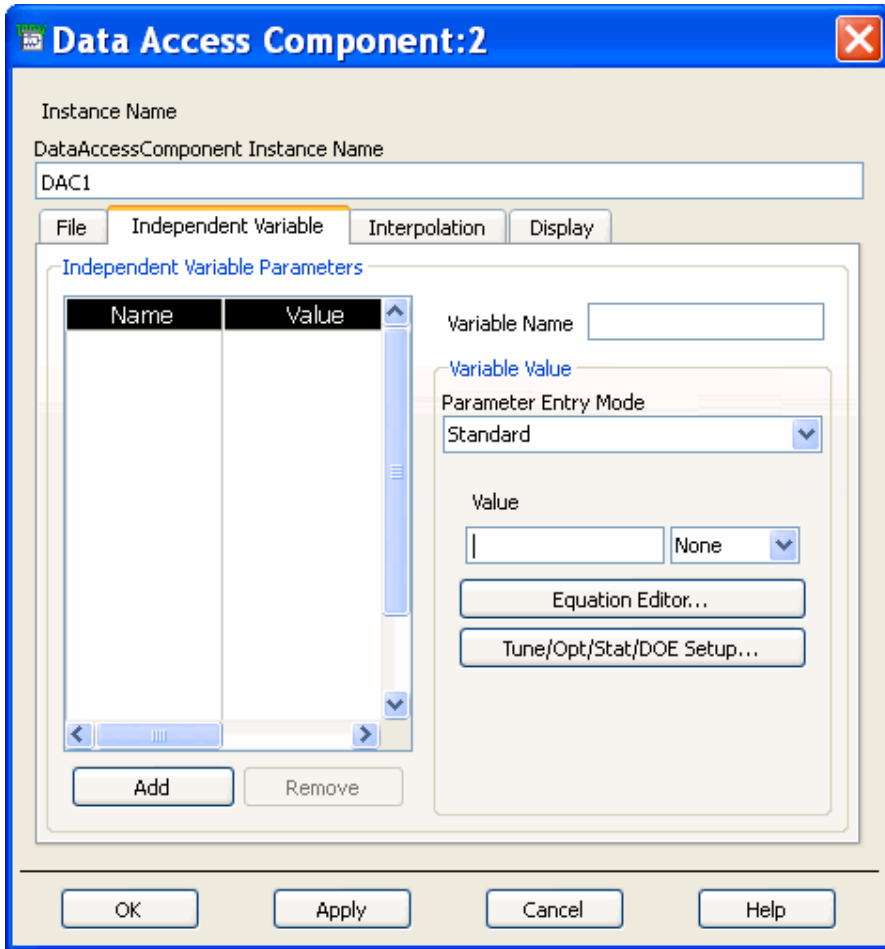 Data Access Component:2
Instance Name
DataAccessComponent Instance Name
DAC1
File Independent Variable Interpolation Display
Independent Variable Parameters
Name Value
Variable Name
Variable Value
Parameter Entry Mode
Standard
Value
None
Equation Editor...
Tune/Opt/Stat/DOE Setup...
Add Remove
OK Apply Cancel Help